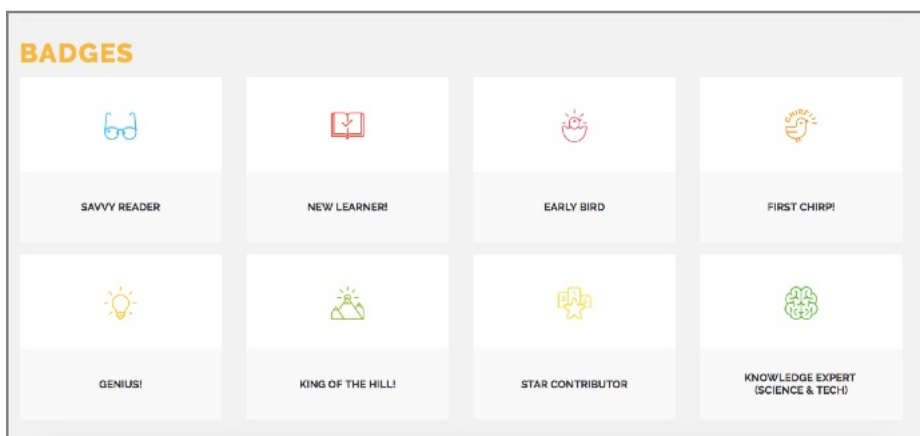 BADGES
SAVVY READER
NEW LEARNER!
EARLY BIRD
CHIRP!!!
FIRST CHIRP!
GENIUS!
KING OF THE HILL!
STAR CONTRIBUTOR
KNOWLEDGE EXPERT
(SCIENCE & TECH)